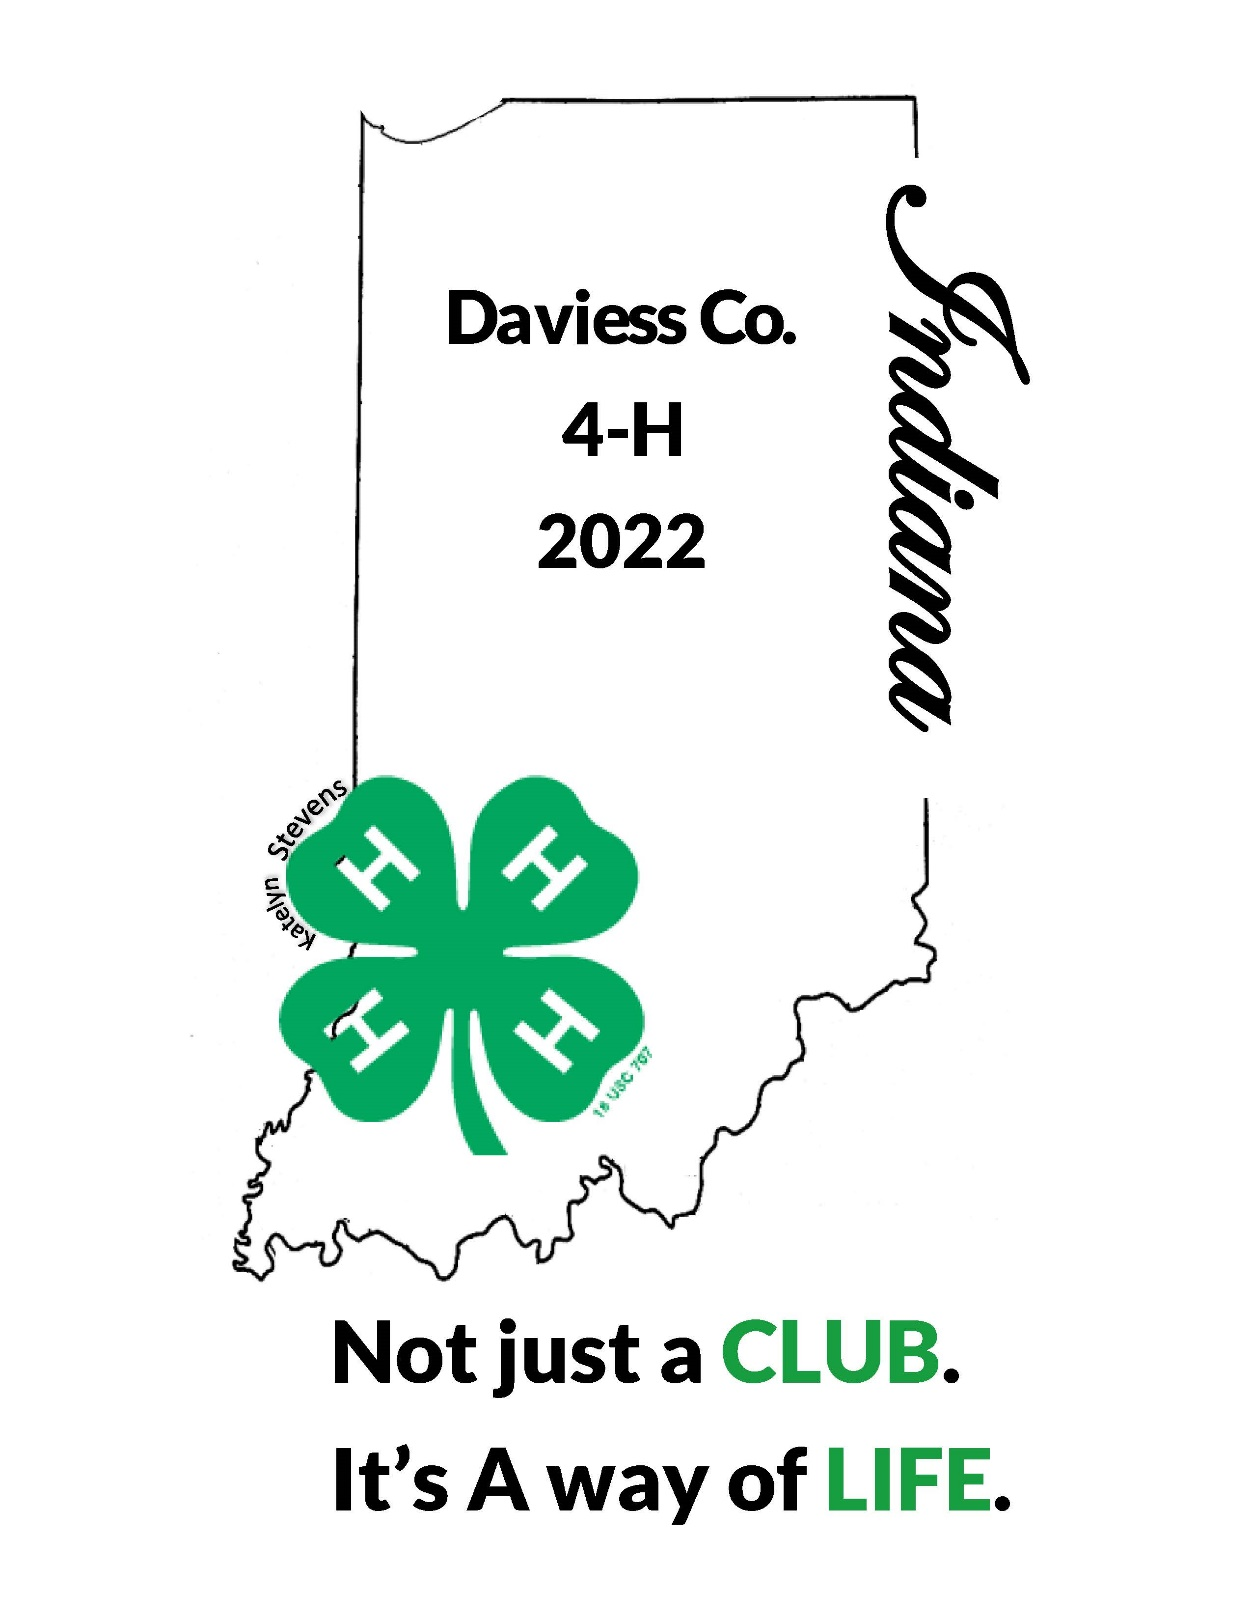 Daviess Co.
4-H
2022
Indiana
Katelyn Stevens
H H
H H
18 USC 707
Not just a CLUB.
It’s A way of LIFE.